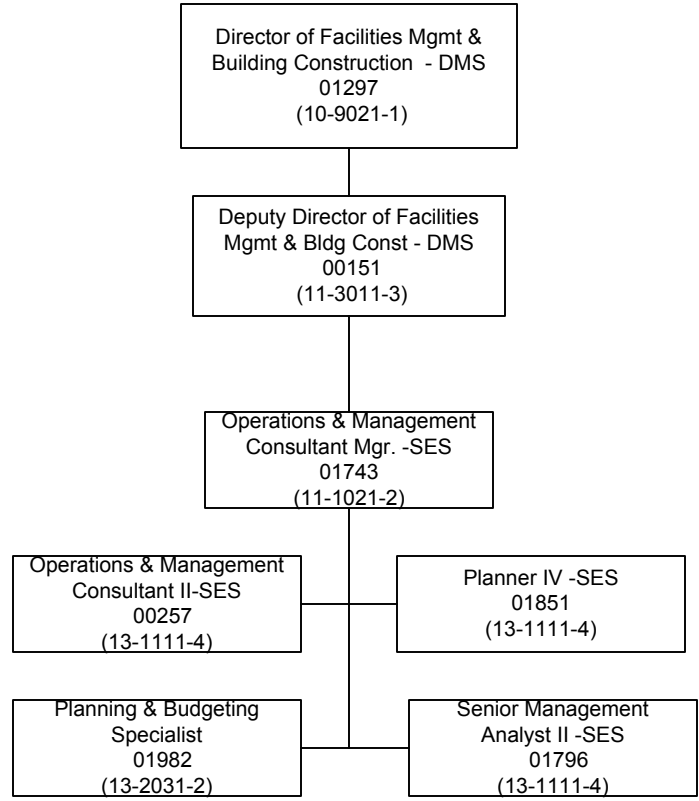 Director of Facilities Mgmt &
Building Construction - DMS
01297
(10-9021-1)
Deputy Director of Facilities
Mgmt & Bldg Const - DMS
00151
(11-3011-3)
Operations & Management
Consultant Mgr. -SES
01743
(11-1021-2)
Operations & Management
Consultant II-SES
00257
(13-1111-4)
Planner IV -SES
01851
(13-1111-4)
Planning & Budgeting
Specialist
01982
(13-2031-2)
Senior Management
Analyst II -SES
01796
(13-1111-4)